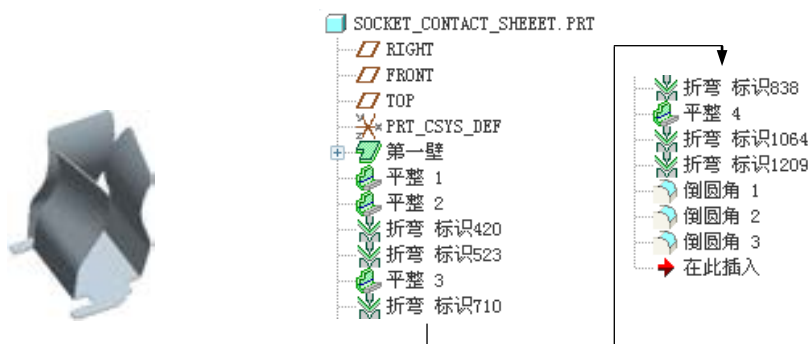 SOCKET_CONTACT_SHEEET.PRT
RIGHT
FRONT
TOP
PRT_CSYS_DEF
第一壁
平整 1
平整 2
折弯 标识420
折弯 标识523
平整 3
折弯 标识710
折弯 标识838
平整 4
折弯 标识1064
折弯 标识1209
倒圆角 1
倒圆角 2
倒圆角 3
在此插入